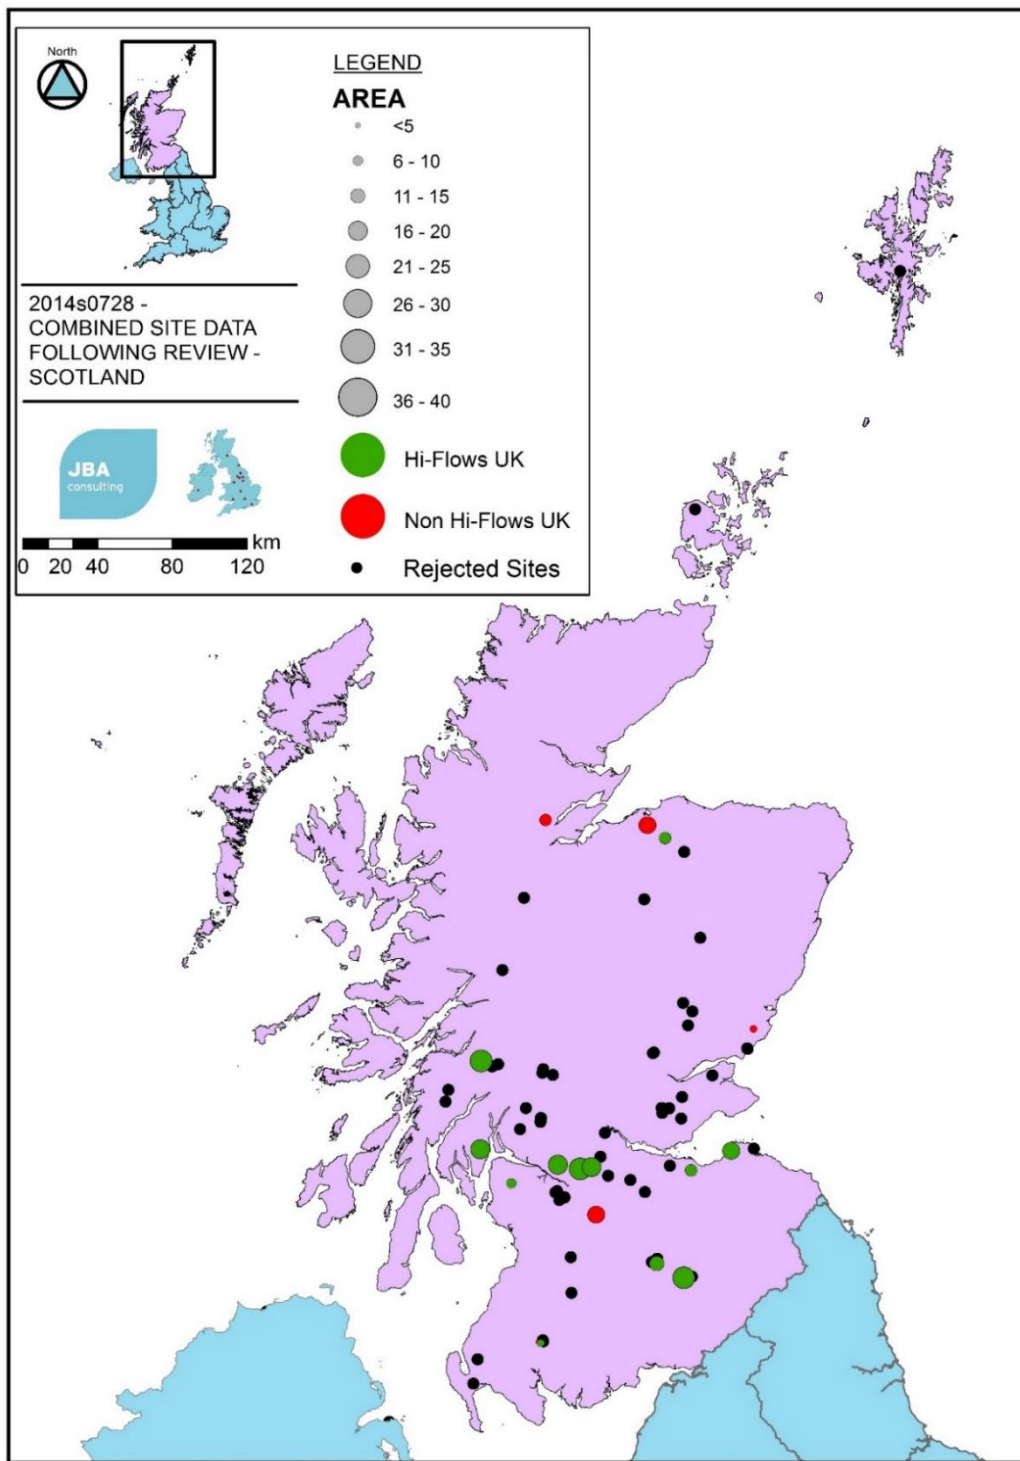 North
2014s0728 -
COMBINED SITE DATA
FOLLOWING REVIEW -
SCOTLAND
JBA
consulting
km
0 20 40 80 120
LEGEND
AREA
<5
6 - 10
11 - 15
16 - 20
21 - 25
26 - 30
31 - 35
36 - 40
Hi-Flows UK
Non Hi-Flows UK
Rejected Sites